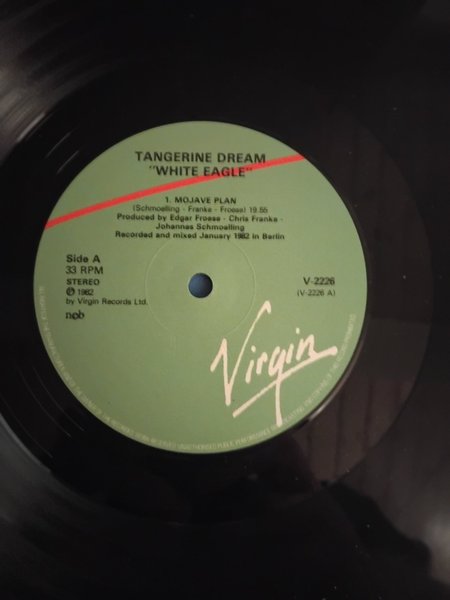 TANGERINE DREAM
"WHITE EAGLE"
1. MOJAVE PLAN
(Schmoelling - Franke - Froese) 19.55
Produced by Edgar Froese - Chris Franke -
Johannes Schmoelling
Recorded and mixed January 1982 in Berlin
Side A
33 RPM
STEREO
℗ 1982
by Virgin Records Ltd.
ncb
V-2226
(V-2226 A)
Virgin